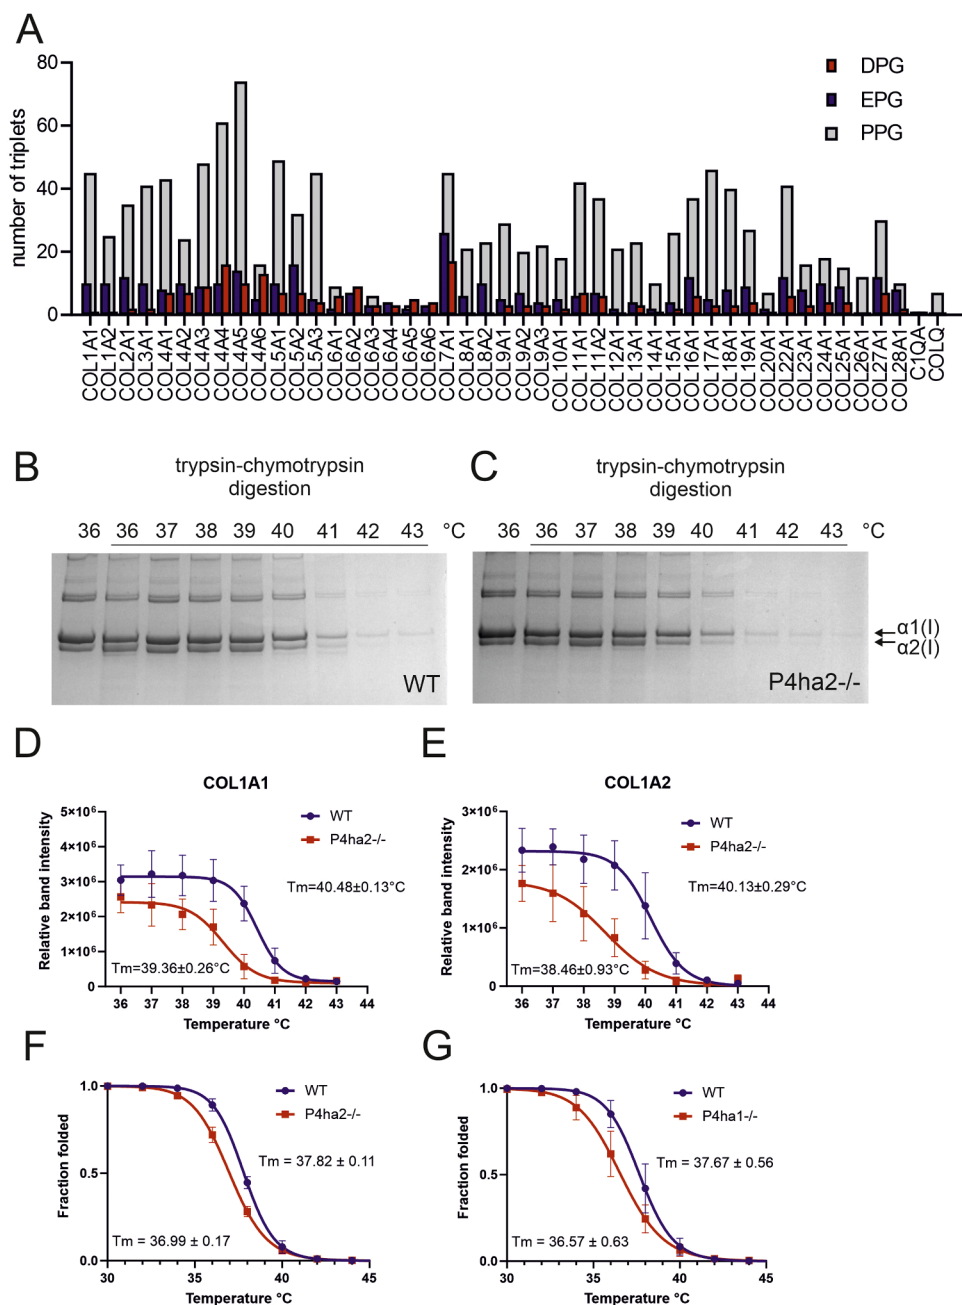 A
80
60
40
20
0
number of triplets
DPG
EPG
PPG
COL1A1
COL1A2
COL2A1
COL3A1
COL4A1
COL4A2
COL4A3
COL4A4
COL4A5
COL4A6
COL5A1
COL5A2
COL5A3
COL6A1
COL6A2
COL6A3
COL6A4
COL6A5
COL6A6
COL7A1
COL8A1
COL8A2
COL9A1
COL9A2
COL9A3
COL10A1
COL11A1
COL11A2
COL12A1
COL13A1
COL14A1
COL15A1
COL16A1
COL17A1
COL18A1
COL19A1
COL20A1
COL22A1
COL23A1
COL24A1
COL25A1
COL26A1
COL27A1
COL28A1
C1QA
COLQ
B
trypsin-chymotrypsin
digestion
36 36 37 38 39 40 41 42 43 °C
WT
C
trypsin-chymotrypsin
digestion
36 36 37 38 39 40 41 42 43
α1(I)
α2(I)
P4ha2-/-
D
COL1A1
5×10⁶
4×10⁶
3×10⁶
2×10⁶
1×10⁶
0
Relative band intensity
WT
P4ha2-/-
Tm=40.48±0.13°C
Tm=39.36±0.26°C
36 37 38 39 40 41 42 43 44
Temperature °C
E
COL1A2
3×10⁶
2×10⁶
1×10⁶
0
Relative band intensity
WT
P4ha2-/-
Tm=40.13±0.29°C
Tm=38.46±0.93°C
36 37 38 39 40 41 42 43 44
Temperature °C
F
1.0
0.5
0.0
Fraction folded
WT
P4ha2-/-
Tm = 37.82 ± 0.11
Tm = 36.99 ± 0.17
30 35 40 45
Temperature °C
G
1.0
0.5
0.0
Fraction folded
WT
P4ha1-/-
Tm = 37.67 ± 0.56
Tm = 36.57 ± 0.63
30 35 40 45
Temperature °C